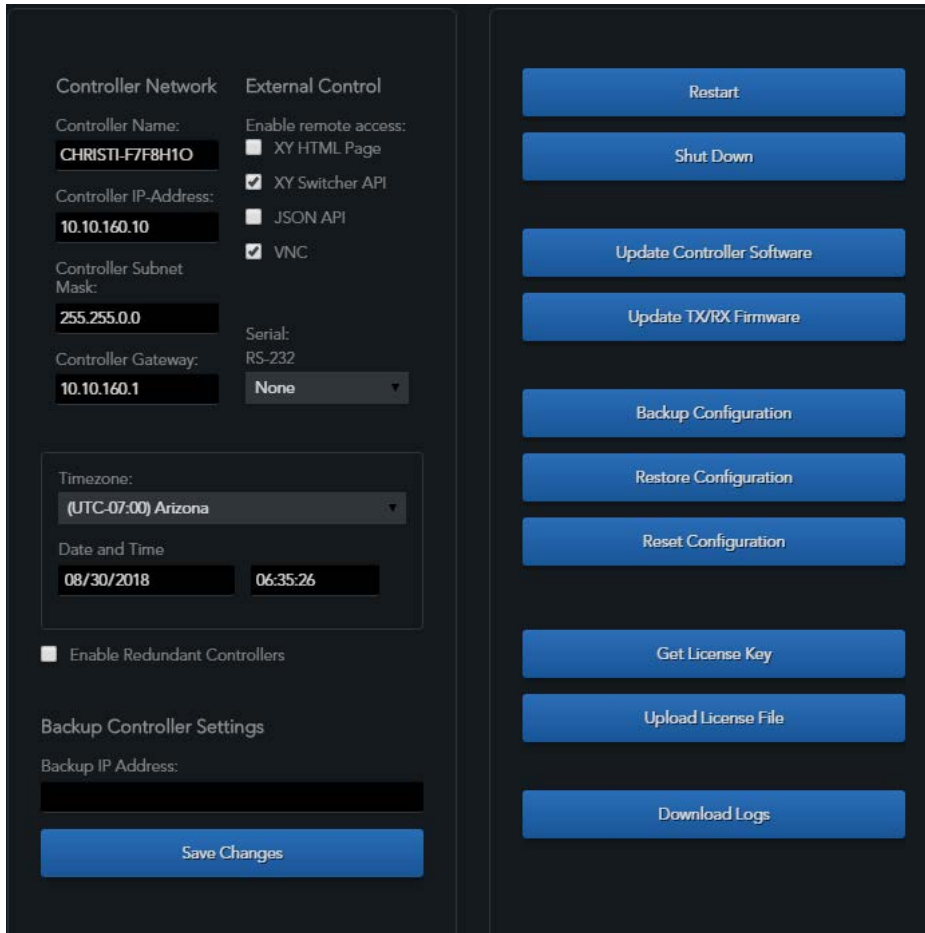 Controller Network
Controller Name:
CHRISTI-F7F8H1O
Controller IP-Address:
10.10.160.10
Controller Subnet
Mask:
255.255.0.0
Controller Gateway:
10.10.160.1
External Control
Enable remote access:
XY HTML Page
XY Switcher API
JSON API
VNC
Serial:
RS-232
None
Timezone:
(UTC-07:00) Arizona
Date and Time
08/30/2018 06:35:26
Enable Redundant Controllers
Backup Controller Settings
Backup IP Address:
Save Changes
Restart
Shut Down
Update Controller Software
Update TX/RX Firmware
Backup Configuration
Restore Configuration
Reset Configuration
Get License Key
Upload License File
Download Logs